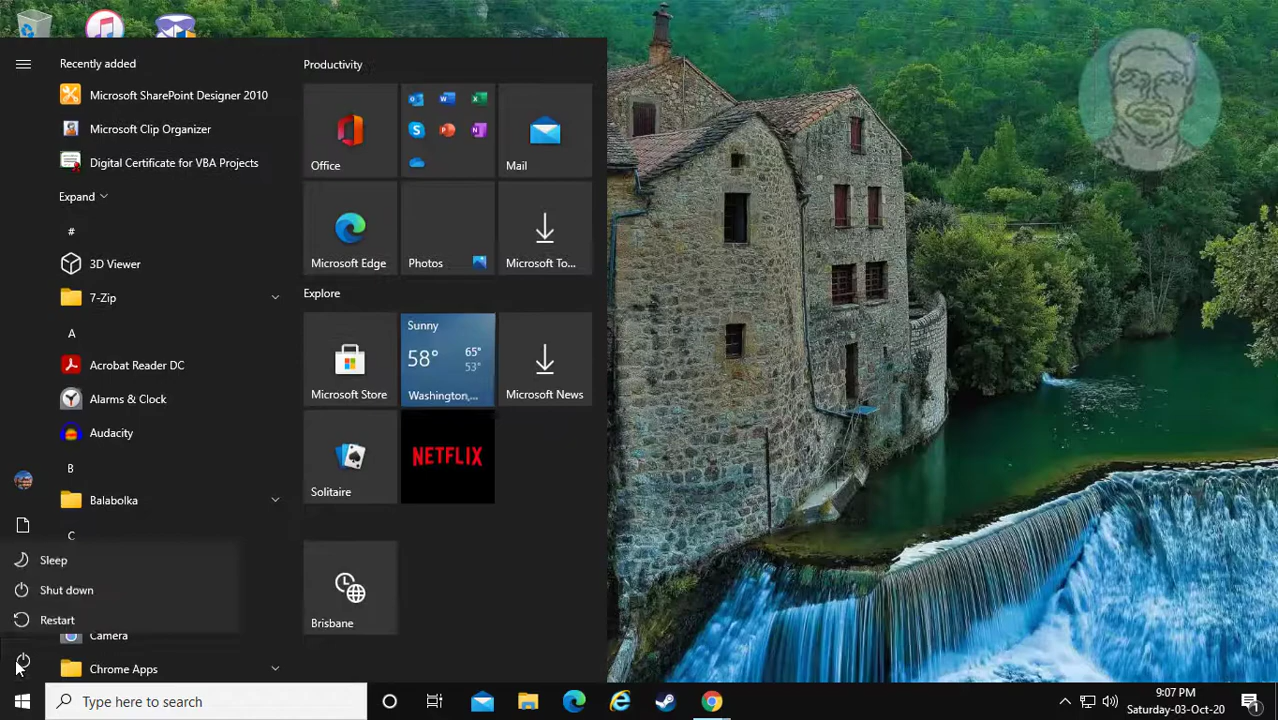 Recently added
Microsoft SharePoint Designer 2010
Microsoft Clip Organizer
Digital Certificate for VBA Projects
Expand
#
3D Viewer
7-Zip
A
Acrobat Reader DC
Alarms & Clock
Audacity
B
Balabolka
C
Sleep
Shut down
Restart
Camera
Chrome Apps
Productivity
Office
Mail
Microsoft Edge
Photos
Microsoft To...
Explore
Microsoft Store
Sunny
58° 65°
53°
Washington,...
Microsoft News
Solitaire
NETFLIX
Brisbane
Type here to search
9:07 PM
Saturday-03-Oct-20
1